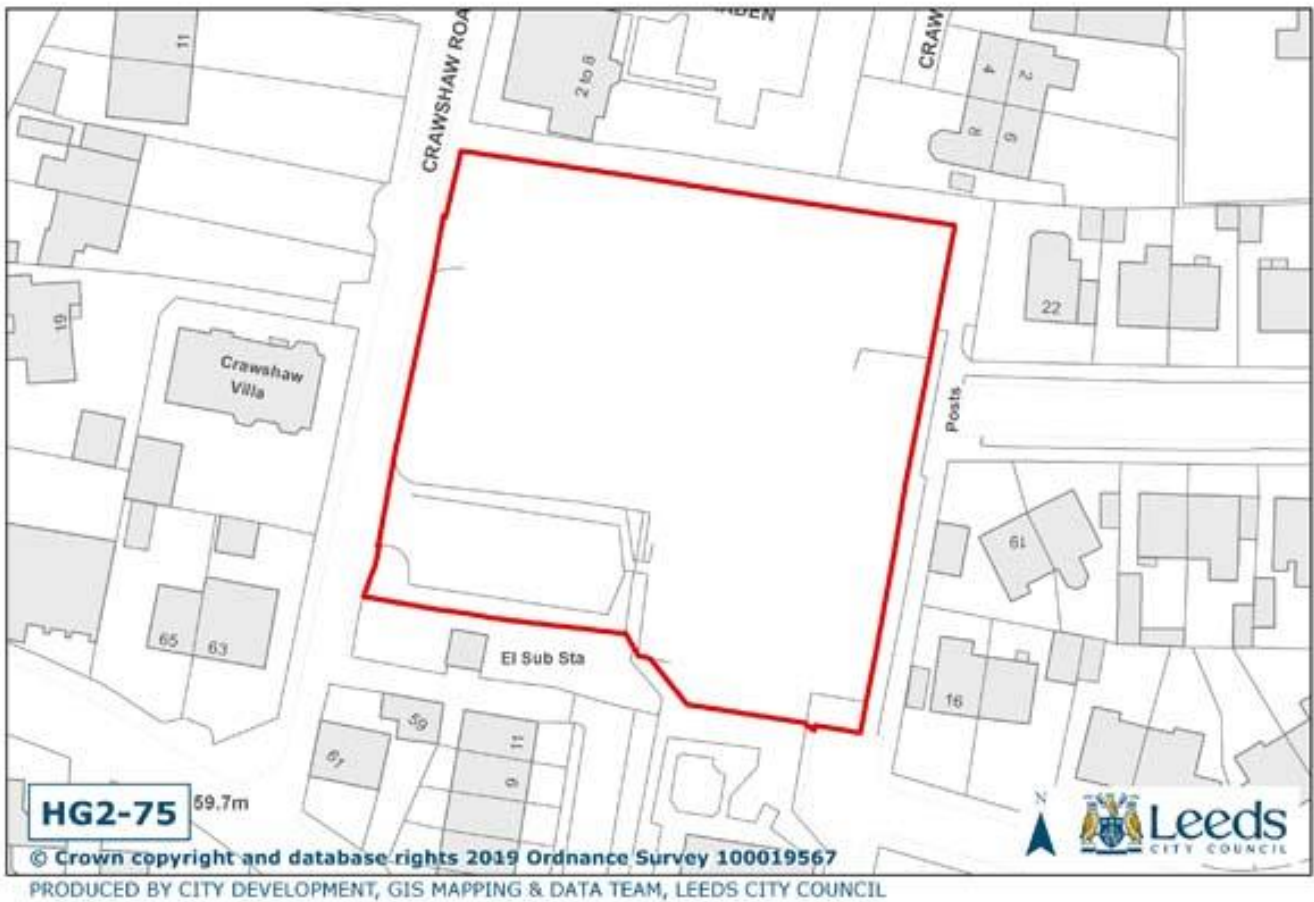 CRAWSHAW ROA
11
2 to 8
CRAW
4
2
8
6
19
Crawshaw
Villa
22
Posts
19
65
63
El Sub Sta
16
59
61
11
9
HG2-75
59.7m
Leeds
CITY COUNCIL
© Crown copyright and database rights 2019 Ordnance Survey 100019567
PRODUCED BY CITY DEVELOPMENT, GIS MAPPING & DATA TEAM, LEEDS CITY COUNCIL